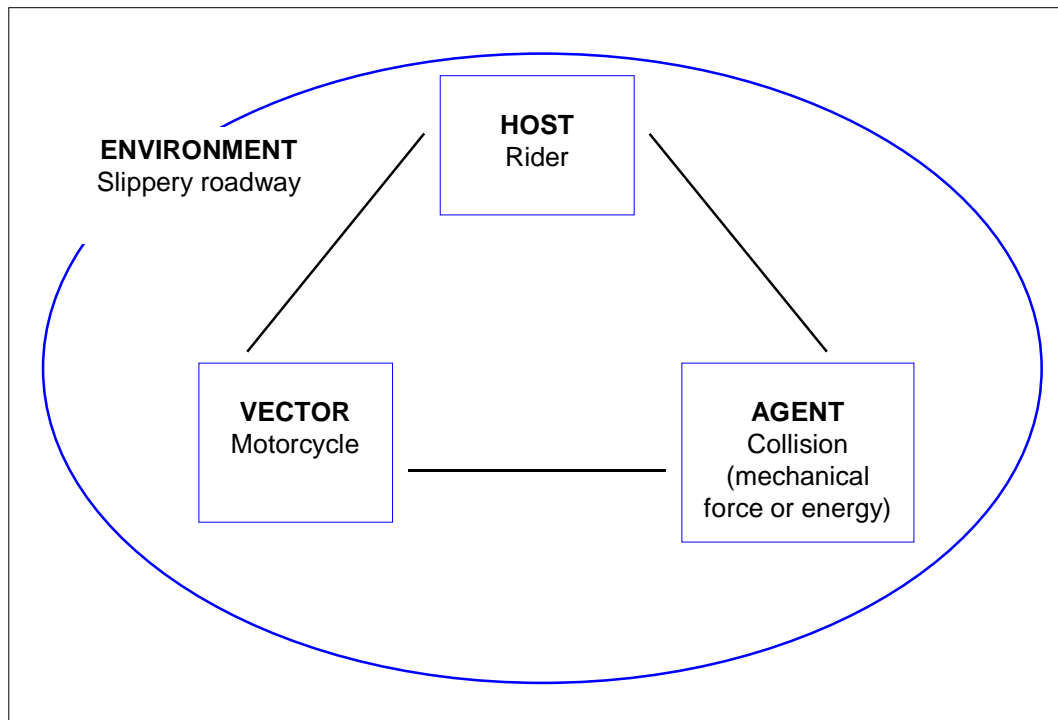 HOST
Rider
ENVIRONMENT
Slippery roadway
VECTOR
Motorcycle
AGENT
Collision
(mechanical
force or energy)